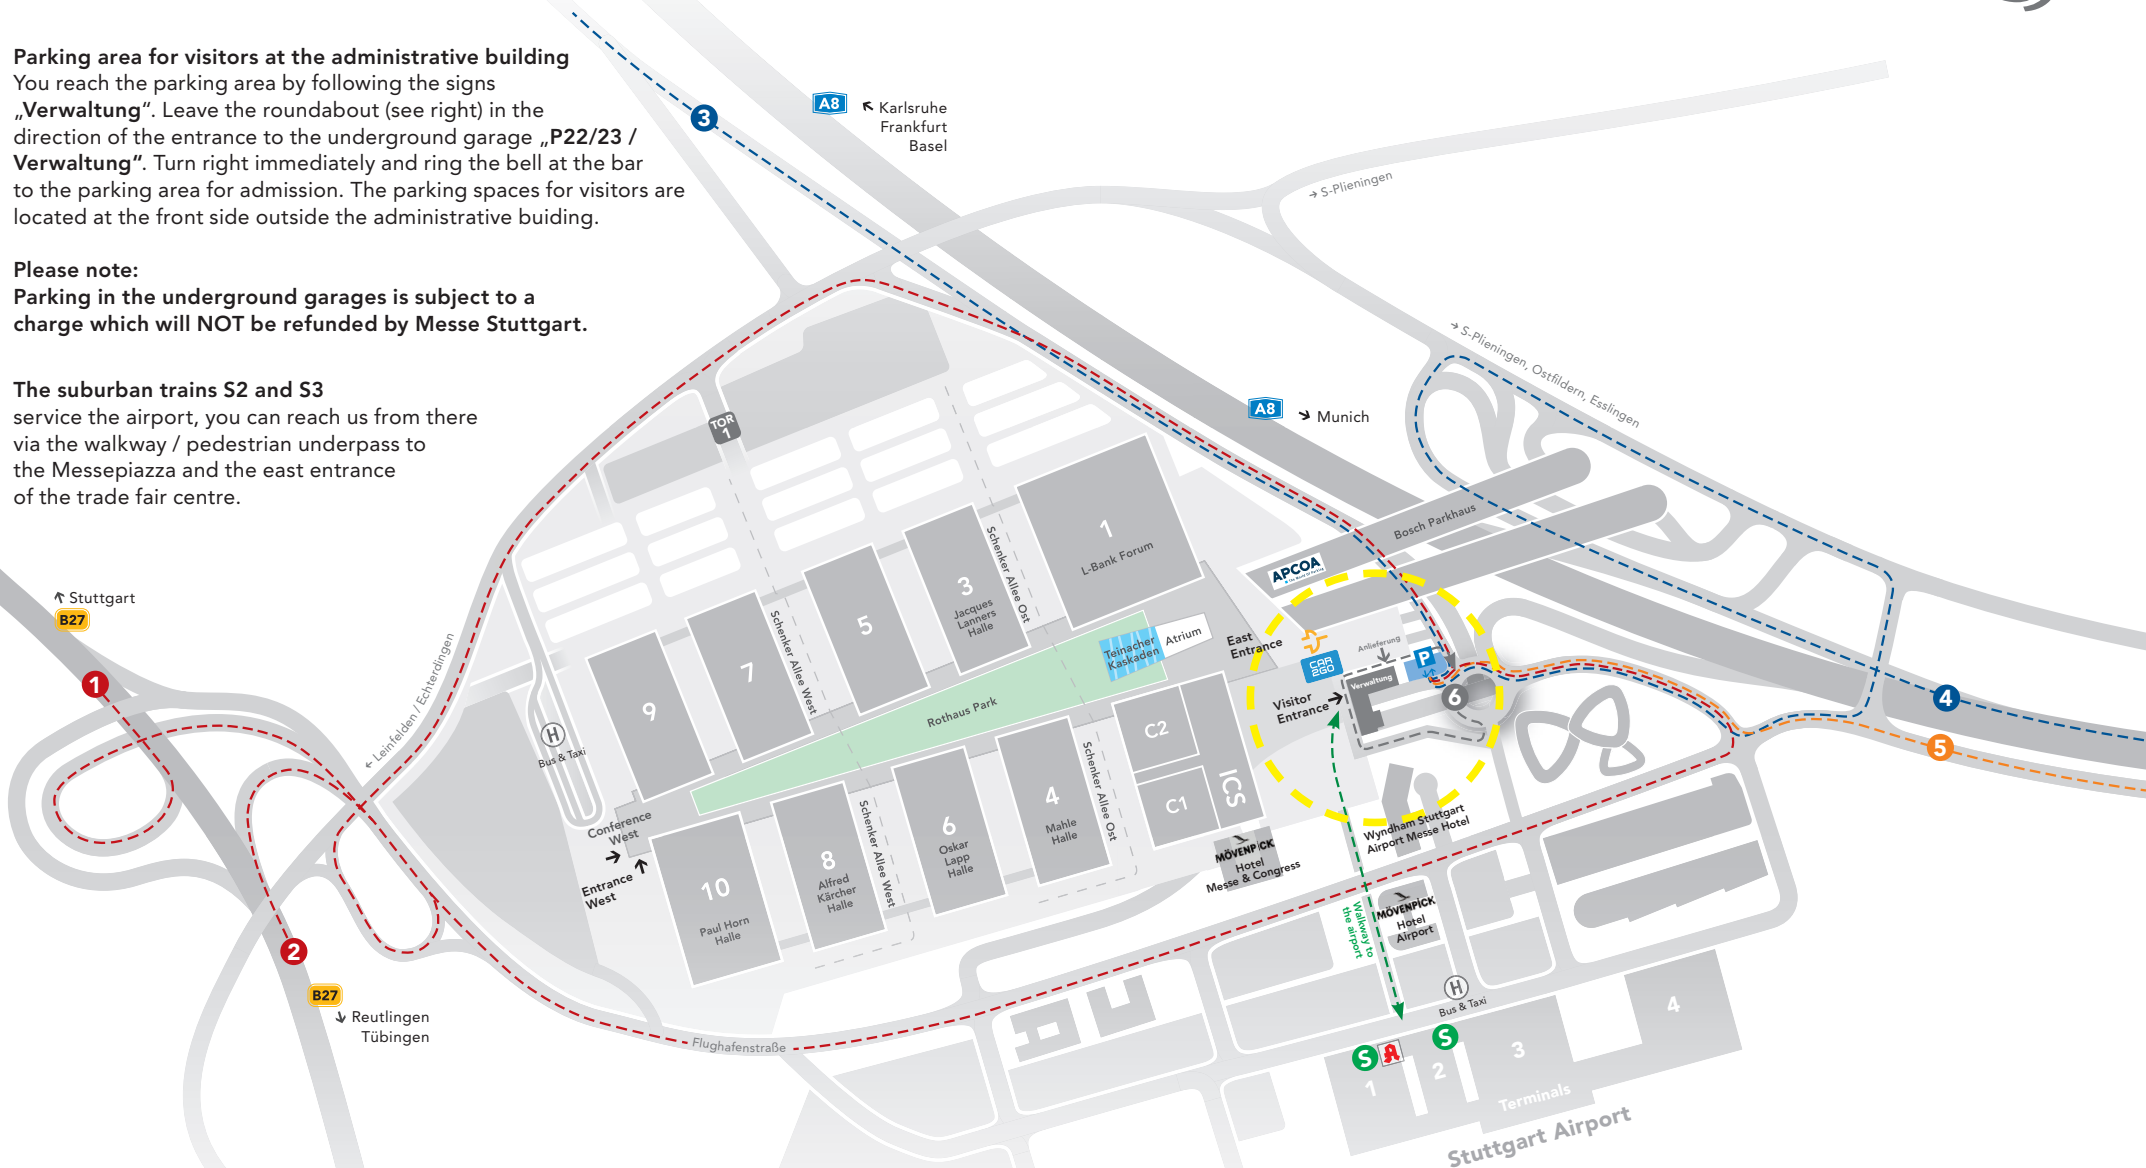 Parking area for visitors at the administrative building
You reach the parking area by following the signs
„Verwaltung“. Leave the roundabout (see right) in the
direction of the entrance to the underground garage „P22/23 /
Verwaltung“. Turn right immediately and ring the bell at the bar
to the parking area for admission. The parking spaces for visitors are
located at the front side outside the administrative buiding.
Please note:
Parking in the underground garages is subject to a
charge which will NOT be refunded by Messe Stuttgart.
The suburban trains S2 and S3
service the airport, you can reach us from there
via the walkway / pedestrian underpass to
the Messepiazza and the east entrance
of the trade fair centre.
3
A8
Karlsruhe
Frankfurt
Basel
→ S-Plieningen
→ S-Plieningen, Ostfildern, Esslingen
A8
Munich
TOR
1
Bosch Parkhaus
APCOA
1
L-Bank Forum
Schenker Allee Ost
3
Jacques
Lanners
Halle
5
Schenker Allee West
7
9
Stuttgart
B27
1
← Leinfelden / Echterdingen
H
Bus & Taxi
Rothaus Park
Teinacher
Kaskaden
Atrium
East
Entrance
CAR
2GO
Anlieferung
P
Verwaltung
6
Visitor
Entrance
4
5
C2
C1
ICS
Schenker Allee Ost
4
Mahle
Halle
6
Oskar
Lapp
Halle
Schenker Allee West
8
Alfred
Kärcher
Halle
10
Paul Horn
Halle
Conference
West
Entrance
West
MÖVENPICK
Hotel
Messe & Congress
Wyndham Stuttgart
Airport Messe Hotel
MÖVENPICK
Hotel
Airport
Walkway to
the airport
2
B27
Reutlingen
Tübingen
Flughafenstraße
H
Bus & Taxi
S
S
1
2
3
4
Terminals
Stuttgart Airport